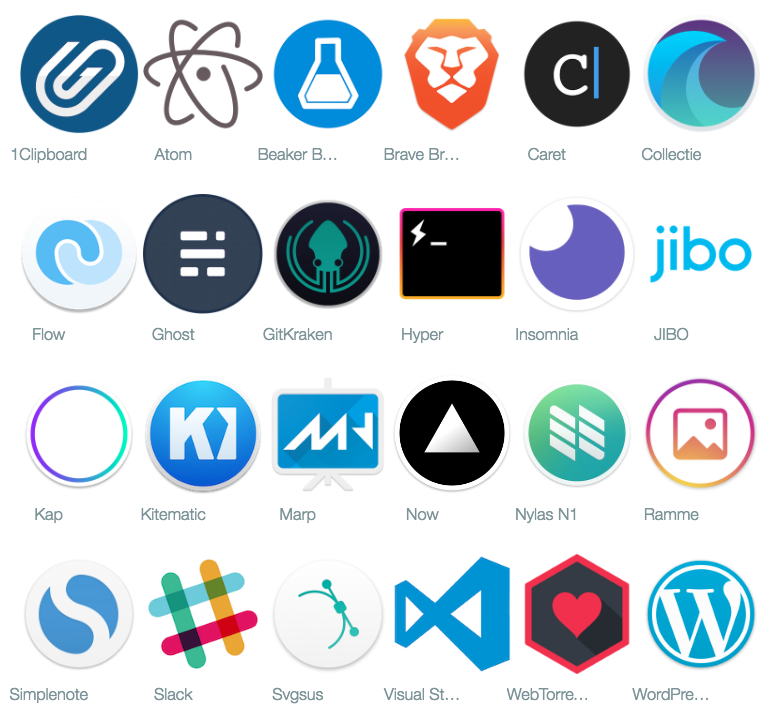 1Clipboard Atom Beaker B... Brave Br... Caret Collectie
jibo
Flow Ghost GitKraken Hyper Insomnia JIBO
Kap Kitematic Marp Now Nylas N1 Ramme
Simplenote Slack Svgsus Visual St... WebTorre... WordPre...